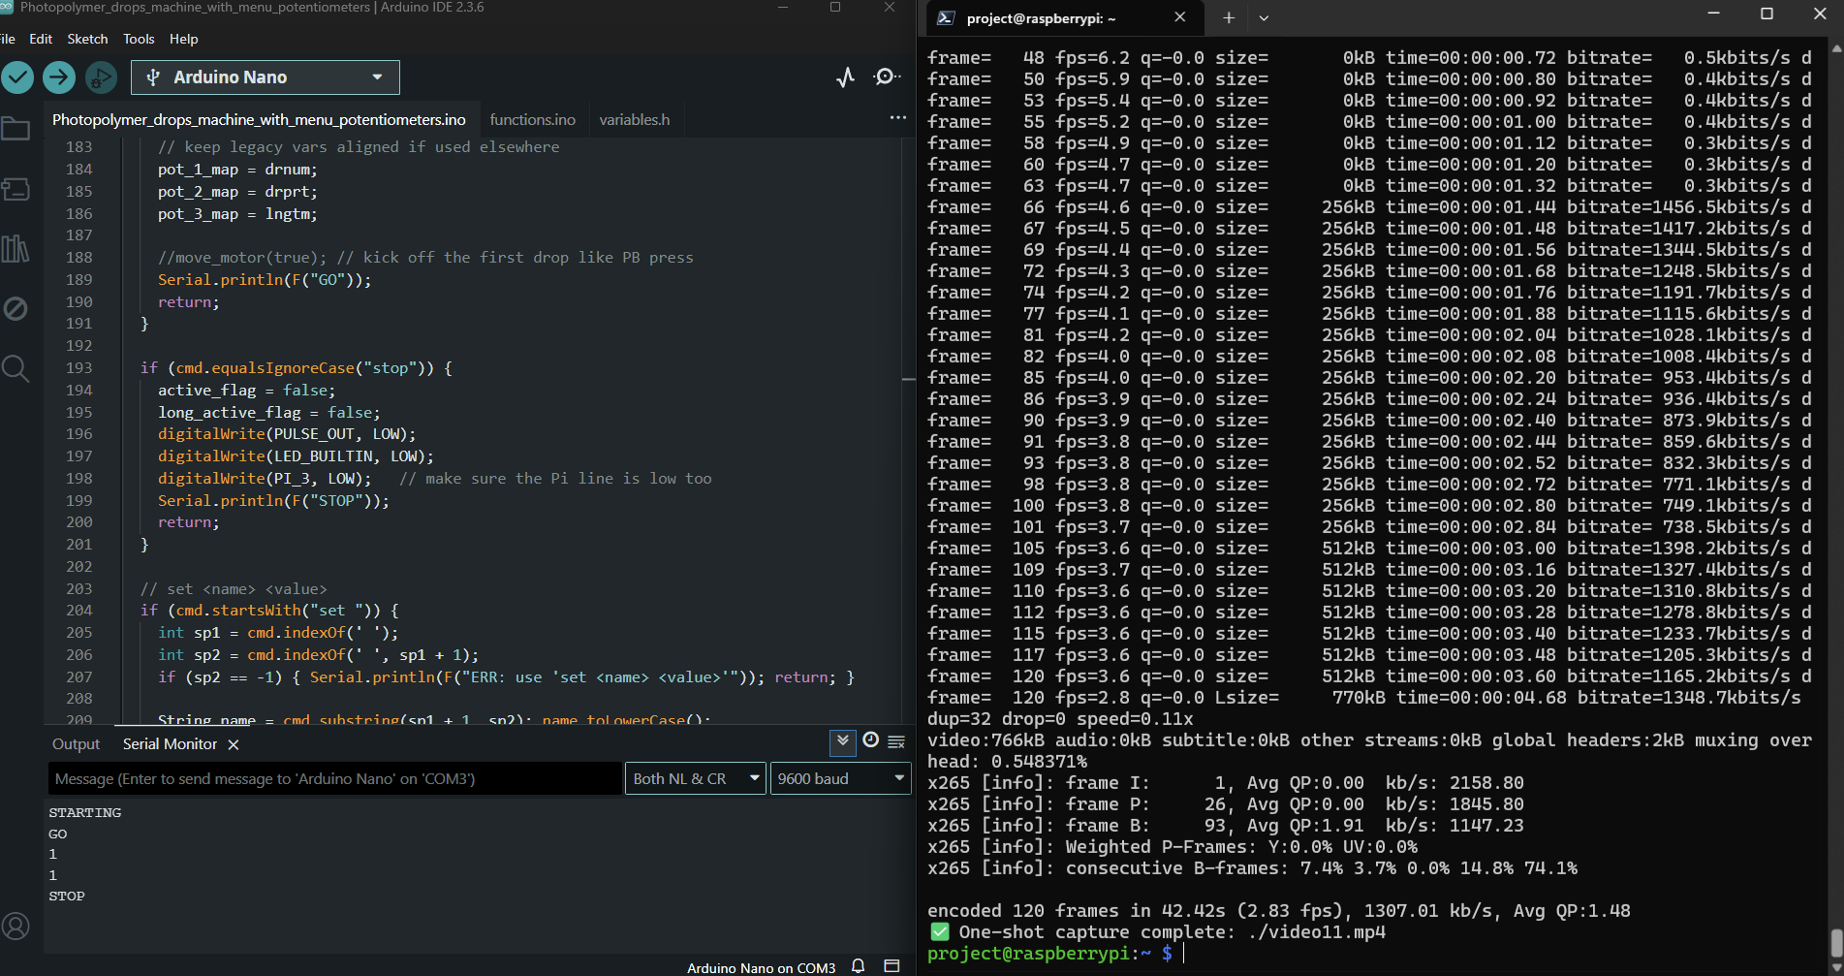 Photopolymer_drops_machine_with_menu_potentiometers | Arduino IDE 2.3.6
File Edit Sketch Tools Help
Arduino Nano
Photopolymer_drops_machine_with_menu_potentiometers.ino functions.ino variables.h
183 // keep legacy vars aligned if used elsewhere
184 pot_1_map = drnum;
185 pot_2_map = drprt;
186 pot_3_map = lngtm;
187
188 //move_motor(true); // kick off the first drop like PB press
189 Serial.println(F("GO"));
190 return;
191 }
192
193 if (cmd.equalsIgnoreCase("stop")) {
194 active_flag = false;
195 long_active_flag = false;
196 digitalWrite(PULSE_OUT, LOW);
197 digitalWrite(LED_BUILTIN, LOW);
198 digitalWrite(PI_3, LOW); // make sure the Pi line is low too
199 Serial.println(F("STOP"));
200 return;
201 }
202
203 // set <name> <value>
204 if (cmd.startsWith("set ")) {
205 int sp1 = cmd.indexOf(' ');
206 int sp2 = cmd.indexOf(' ', sp1 + 1);
207 if (sp2 == -1) { Serial.println(F("ERR: use 'set <name> <value>'")); return; }
208
209 String name = cmd.substring(sp1 + 1, sp2); name.toLowerCase();
Output Serial Monitor
Message (Enter to send message to 'Arduino Nano' on 'COM3')
Both NL & CR
9600 baud
STARTING
GO
1
1
STOP
Arduino Nano on COM3
project@raspberrypi: ~
frame= 48 fps=6.2 q=-0.0 size= 0kB time=00:00:00.72 bitrate= 0.5kbits/s d
frame= 50 fps=5.9 q=-0.0 size= 0kB time=00:00:00.80 bitrate= 0.4kbits/s d
frame= 53 fps=5.4 q=-0.0 size= 0kB time=00:00:00.92 bitrate= 0.4kbits/s d
frame= 55 fps=5.2 q=-0.0 size= 0kB time=00:00:01.00 bitrate= 0.4kbits/s d
frame= 58 fps=4.9 q=-0.0 size= 0kB time=00:00:01.12 bitrate= 0.3kbits/s d
frame= 60 fps=4.7 q=-0.0 size= 0kB time=00:00:01.20 bitrate= 0.3kbits/s d
frame= 63 fps=4.7 q=-0.0 size= 0kB time=00:00:01.32 bitrate= 0.3kbits/s d
frame= 66 fps=4.6 q=-0.0 size= 256kB time=00:00:01.44 bitrate=1456.5kbits/s d
frame= 67 fps=4.5 q=-0.0 size= 256kB time=00:00:01.48 bitrate=1417.2kbits/s d
frame= 69 fps=4.4 q=-0.0 size= 256kB time=00:00:01.56 bitrate=1344.5kbits/s d
frame= 72 fps=4.3 q=-0.0 size= 256kB time=00:00:01.68 bitrate=1248.5kbits/s d
frame= 74 fps=4.2 q=-0.0 size= 256kB time=00:00:01.76 bitrate=1191.7kbits/s d
frame= 77 fps=4.1 q=-0.0 size= 256kB time=00:00:01.88 bitrate=1115.6kbits/s d
frame= 81 fps=4.2 q=-0.0 size= 256kB time=00:00:02.04 bitrate=1028.1kbits/s d
frame= 82 fps=4.0 q=-0.0 size= 256kB time=00:00:02.08 bitrate=1008.4kbits/s d
frame= 85 fps=4.0 q=-0.0 size= 256kB time=00:00:02.20 bitrate= 953.4kbits/s d
frame= 86 fps=3.9 q=-0.0 size= 256kB time=00:00:02.24 bitrate= 936.4kbits/s d
frame= 90 fps=3.9 q=-0.0 size= 256kB time=00:00:02.40 bitrate= 873.9kbits/s d
frame= 91 fps=3.8 q=-0.0 size= 256kB time=00:00:02.44 bitrate= 859.6kbits/s d
frame= 93 fps=3.8 q=-0.0 size= 256kB time=00:00:02.52 bitrate= 832.3kbits/s d
frame= 98 fps=3.8 q=-0.0 size= 256kB time=00:00:02.72 bitrate= 771.1kbits/s d
frame= 100 fps=3.8 q=-0.0 size= 256kB time=00:00:02.80 bitrate= 749.1kbits/s d
frame= 101 fps=3.7 q=-0.0 size= 256kB time=00:00:02.84 bitrate= 738.5kbits/s d
frame= 105 fps=3.6 q=-0.0 size= 512kB time=00:00:03.00 bitrate=1398.2kbits/s d
frame= 109 fps=3.7 q=-0.0 size= 512kB time=00:00:03.16 bitrate=1327.4kbits/s d
frame= 110 fps=3.6 q=-0.0 size= 512kB time=00:00:03.20 bitrate=1310.8kbits/s d
frame= 112 fps=3.6 q=-0.0 size= 512kB time=00:00:03.28 bitrate=1278.8kbits/s d
frame= 115 fps=3.6 q=-0.0 size= 512kB time=00:00:03.40 bitrate=1233.7kbits/s d
frame= 117 fps=3.6 q=-0.0 size= 512kB time=00:00:03.48 bitrate=1205.3kbits/s d
frame= 120 fps=3.6 q=-0.0 size= 512kB time=00:00:03.60 bitrate=1165.2kbits/s d
frame= 120 fps=2.8 q=-0.0 Lsize= 770kB time=00:00:04.68 bitrate=1348.7kbits/s
dup=32 drop=0 speed=0.11x
video:766kB audio:0kB subtitle:0kB other streams:0kB global headers:2kB muxing over
head: 0.548371%
x265 [info]: frame I: 1, Avg QP:0.00 kb/s: 2158.80
x265 [info]: frame P: 26, Avg QP:0.00 kb/s: 1845.80
x265 [info]: frame B: 93, Avg QP:1.91 kb/s: 1147.23
x265 [info]: Weighted P-Frames: Y:0.0% UV:0.0%
x265 [info]: consecutive B-frames: 7.4% 3.7% 0.0% 14.8% 74.1%
encoded 120 frames in 42.42s (2.83 fps), 1307.01 kb/s, Avg QP:1.48
✅ One-shot capture complete: ./video11.mp4
project@raspberrypi:~ $